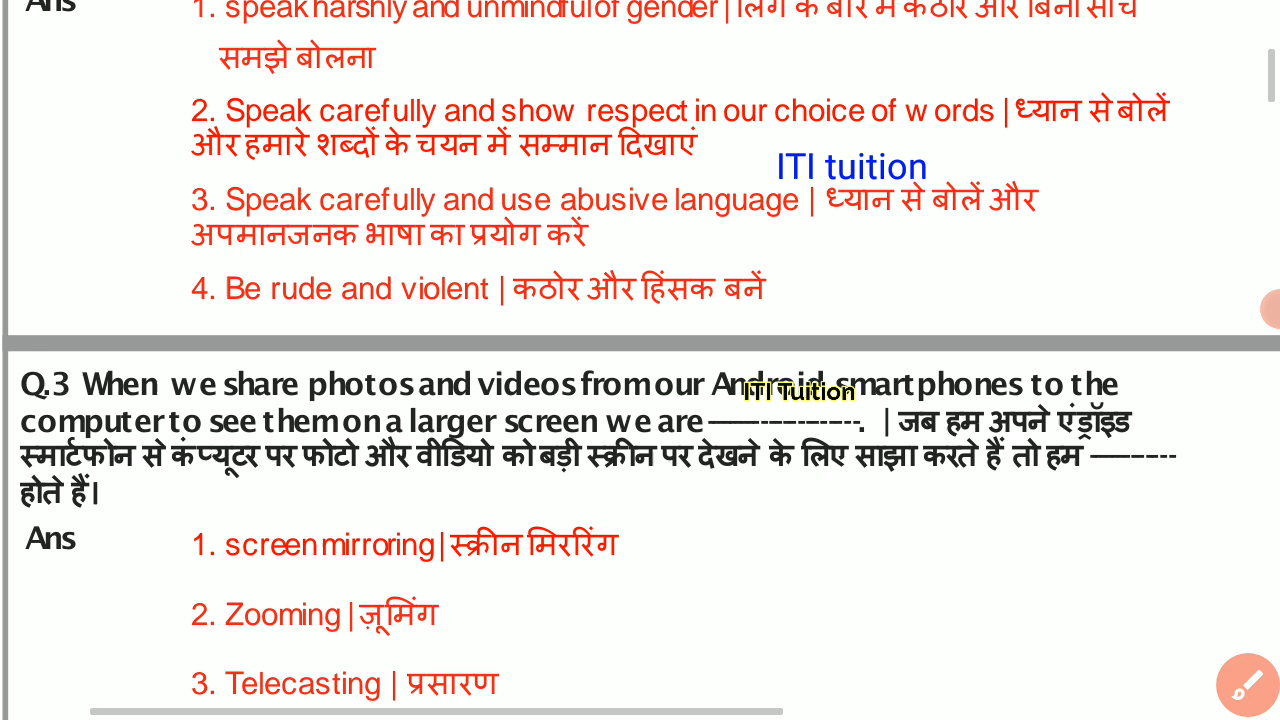 Ans
1. speak harshly and unmindful of gender | लिंग के बारे में कठोर और बिना सोचे
समझे बोलना
2. Speak carefully and show respect in our choice of words | ध्यान से बोलें
और हमारे शब्दों के चयन में सम्मान दिखाएं
ITI tuition
3. Speak carefully and use abusive language | ध्यान से बोलें और
अपमानजनक भाषा का प्रयोग करें
4. Be rude and violent | कठोर और हिंसक बनें
Q.3 When we share photos and videos from our Android smartphones to the
ITI Tuition
computer to see them on a larger screen we are ----------------. | जब हम अपने एंड्रॉइड
स्मार्टफोन से कंप्यूटर पर फोटो और वीडियो को बड़ी स्क्रीन पर देखने के लिए साझा करते हैं तो हम ----------
होते हैं।
Ans
1. screen mirroring | स्क्रीन मिररिंग
2. Zooming | ज़ूमिंग
3. Telecasting | प्रसारण